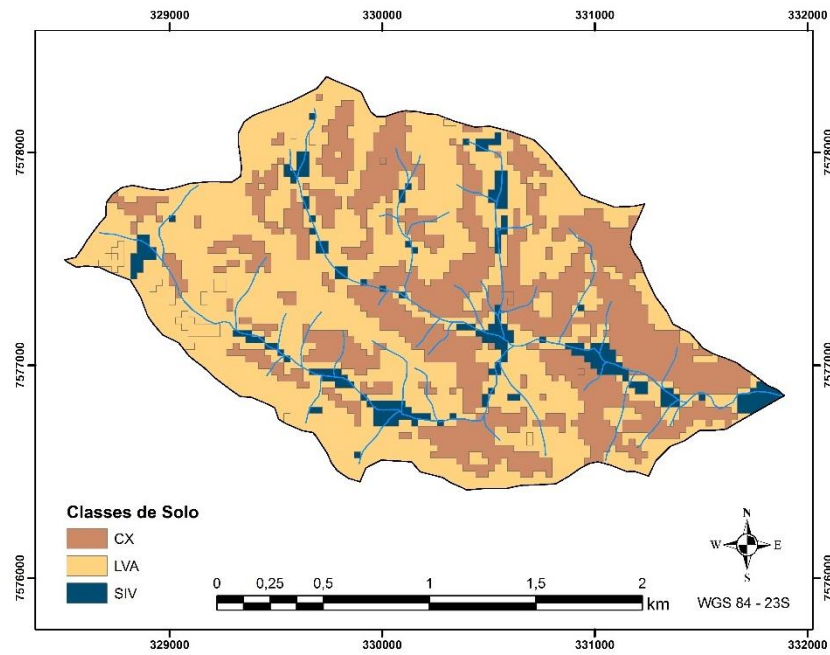 329000 330000 331000 332000
7578000 7578000
7577000 7577000
Classes de Solo
CX
LVA
SIV
N
W E
S
7576000 7576000
0 0,25 0,5 1 1,5 2
km
WGS 84 - 23S
329000 330000 331000 332000